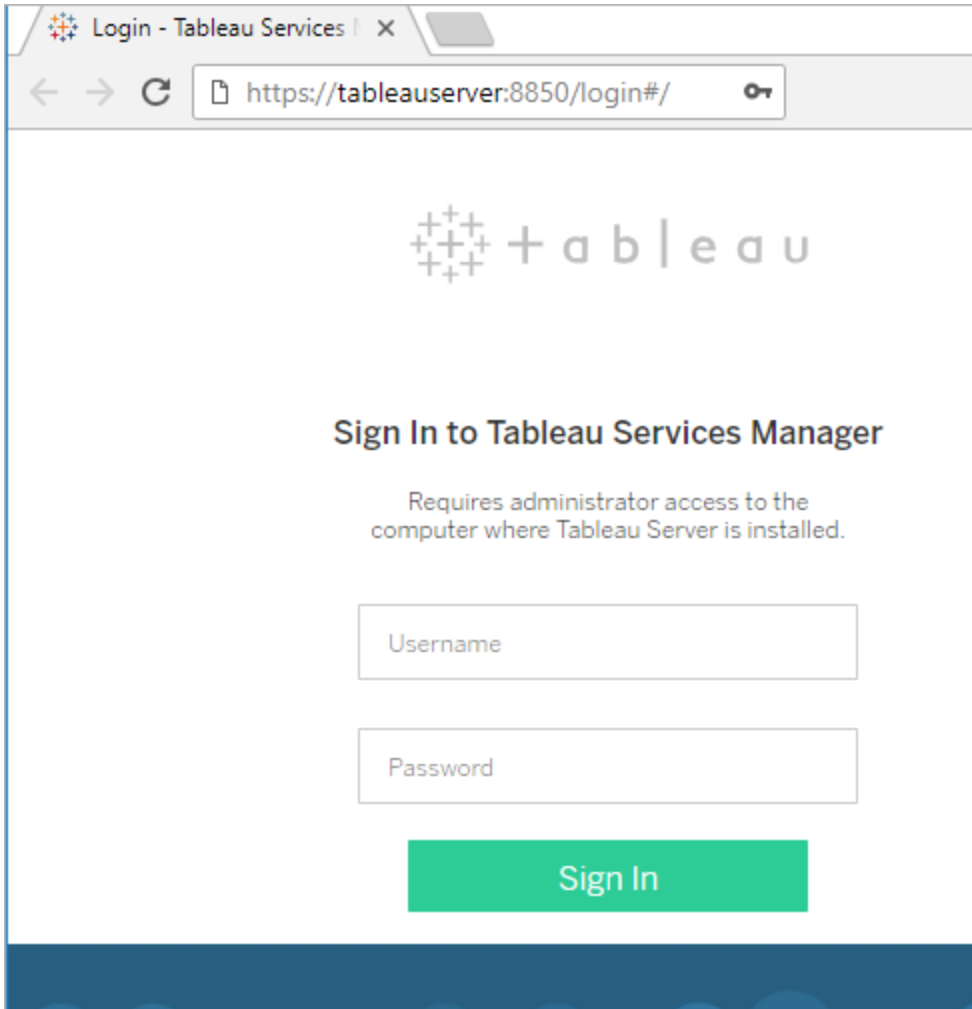 Login - Tableau Services
https://tableauserver:8850/login#/
+ableau
Sign In to Tableau Services Manager
Requires administrator access to the
computer where Tableau Server is installed.
Username
Password
Sign In